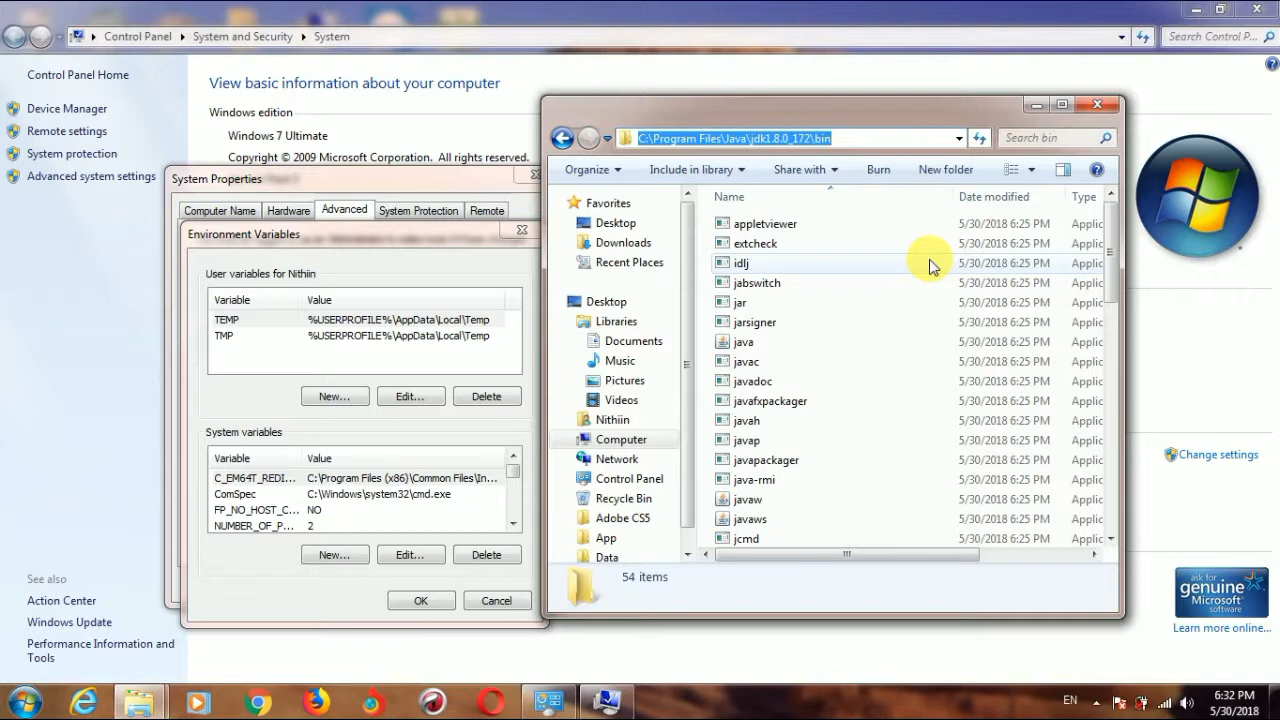 Control Panel
System and Security
System
Search Control P...
Control Panel Home
Device Manager
Remote settings
System protection
Advanced system settings
View basic information about your computer
Windows edition
Windows 7 Ultimate
Copyright © 2009 Microsoft Corporation. All rights reserved.
System Properties
Computer Name
Hardware
Advanced
System Protection
Remote
Environment Variables
User variables for Nithiin
Variable
Value
TEMP
%USERPROFILE%\AppData\Local\Temp
TMP
%USERPROFILE%\AppData\Local\Temp
New...
Edit...
Delete
System variables
Variable
Value
C_EM64T_REDI...
C:\Program Files (x86)\Common Files\In...
ComSpec
C:\Windows\system32\cmd.exe
FP_NO_HOST_C...
NO
NUMBER_OF_P...
2
New...
Edit...
Delete
OK
Cancel
C:\Program Files\Java\jdk1.8.0_172\bin
Search bin
Organize
Include in library
Share with
Burn
New folder
Favorites
Desktop
Downloads
Recent Places
Desktop
Libraries
Documents
Music
Pictures
Videos
Nithiin
Computer
Network
Control Panel
Recycle Bin
Adobe CS5
App
Data
Name
Date modified
Type
appletviewer
5/30/2018 6:25 PM
Applic
extcheck
5/30/2018 6:25 PM
Applic
idlj
5/30/2018 6:25 PM
Applic
jabswitch
5/30/2018 6:25 PM
Applic
jar
5/30/2018 6:25 PM
Applic
jarsigner
5/30/2018 6:25 PM
Applic
java
5/30/2018 6:25 PM
Applic
javac
5/30/2018 6:25 PM
Applic
javadoc
5/30/2018 6:25 PM
Applic
javafxpackager
5/30/2018 6:25 PM
Applic
javah
5/30/2018 6:25 PM
Applic
javap
5/30/2018 6:25 PM
Applic
javapackager
5/30/2018 6:25 PM
Applic
java-rmi
5/30/2018 6:25 PM
Applic
javaw
5/30/2018 6:25 PM
Applic
javaws
5/30/2018 6:25 PM
Applic
jcmd
5/30/2018 6:25 PM
Applic
54 items
Change settings
ask for
genuine
Microsoft
software
Learn more online...
See also
Action Center
Windows Update
Performance Information and
Tools
EN
6:32 PM
5/30/2018